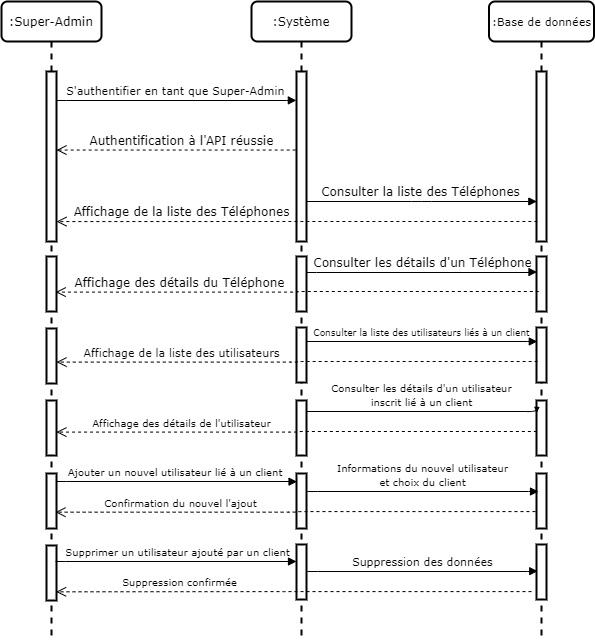 :Super-Admin
:Système
:Base de données
S'authentifier en tant que Super-Admin
Authentification à l'API réussie
Consulter la liste des Téléphones
Affichage de la liste des Téléphones
Consulter les détails d'un Téléphone
Affichage des détails du Téléphone
Consulter la liste des utilisateurs liés à un client
Affichage de la liste des utilisateurs
Consulter les détails d'un utilisateur
inscrit lié à un client
Affichage des détails de l'utilisateur
Ajouter un nouvel utilisateur lié à un client
Informations du nouvel utilisateur
et choix du client
Confirmation du nouvel l'ajout
Supprimer un utilisateur ajouté par un client
Suppression des données
Suppression confirmée